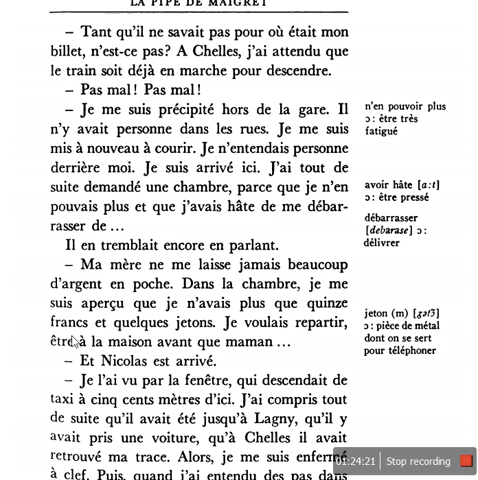 LA PIPE DE MAIGRET
– Tant qu'il ne savait pas pour où était mon
billet, n'est-ce pas? A Chelles, j'ai attendu que
le train soit déjà en marche pour descendre.
– Pas mal! Pas mal!
– Je me suis précipité hors de la gare. Il
n'y avait personne dans les rues. Je me suis
mis à nouveau à courir. Je n'entendais personne
derrière moi. Je suis arrivé ici. J'ai tout de
suite demandé une chambre, parce que je n'en
pouvais plus et que j'avais hâte de me débar-
rasser de ...
Il en tremblait encore en parlant.
– Ma mère ne me laisse jamais beaucoup
d'argent en poche. Dans la chambre, je me
suis aperçu que je n'avais plus que quinze
francs et quelques jetons. Je voulais repartir,
être à la maison avant que maman ...
– Et Nicolas est arrivé.
– Je l'ai vu par la fenêtre, qui descendait de
taxi à cinq cents mètres d'ici. J'ai compris tout
de suite qu'il avait été jusqu'à Lagny, qu'il y
avait pris une voiture, qu'à Chelles il avait
retrouvé ma trace. Alors, je me suis enfermé
à clef. Puis, quand j'ai entendu des pas dans
n'en pouvoir plus
ɔ: être très
fatigué
avoir hâte [a:t]
ɔ: être pressé
débarrasser
[debarase] ɔ:
délivrer
jeton (m) [ʒətɔ̃]
ɔ: pièce de métal
dont on se sert
pour téléphoner
01:24:21 Stop recording